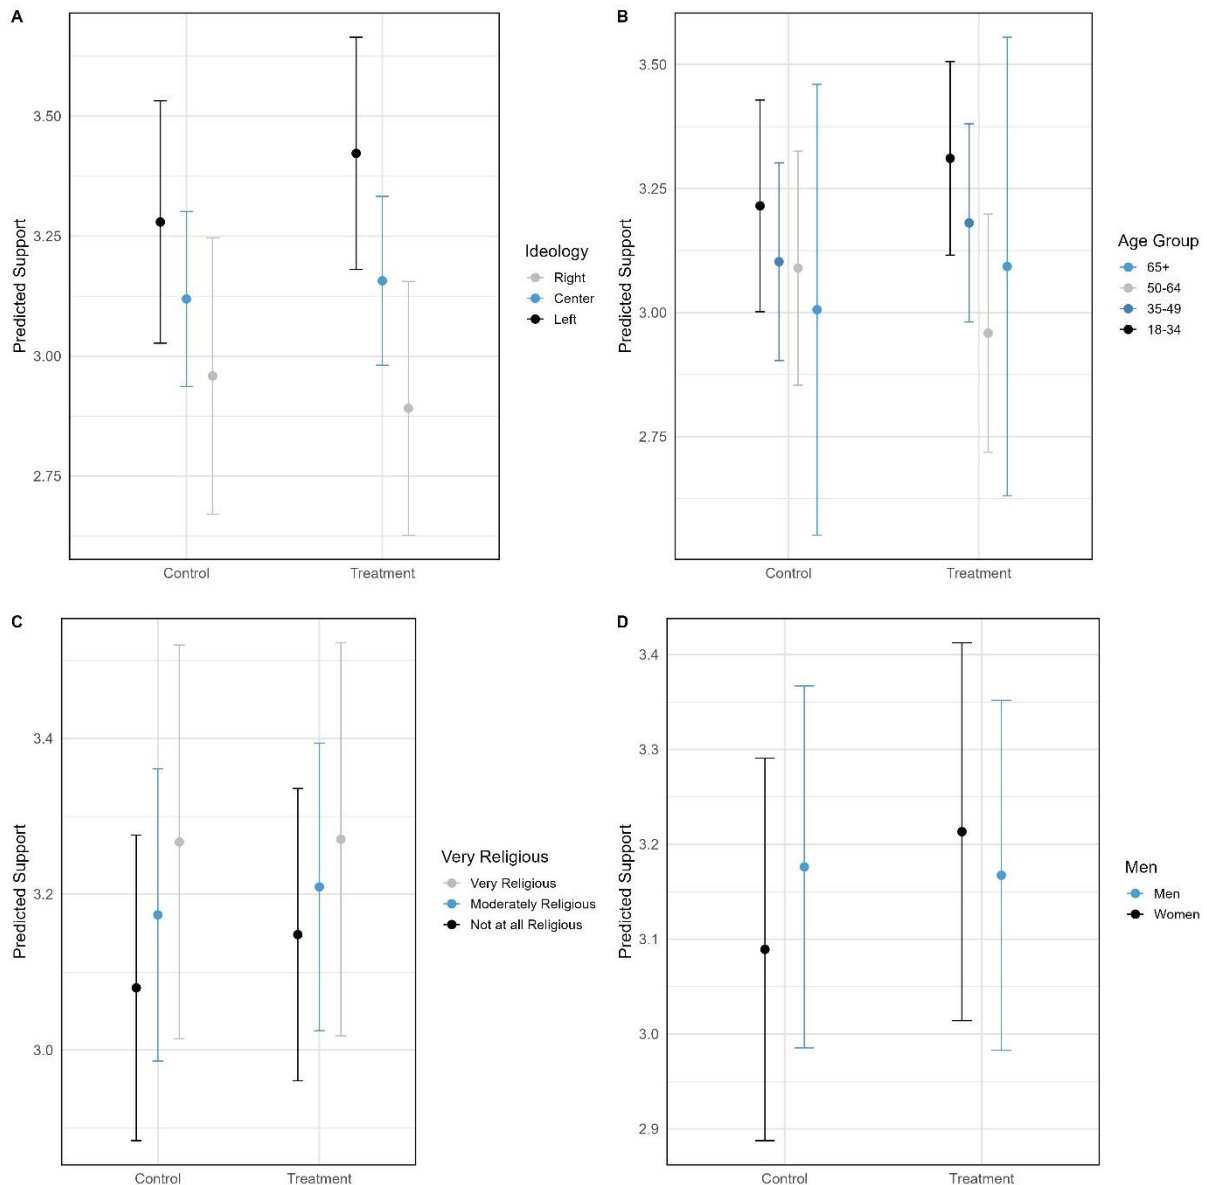 A
3.50
3.25
3.00
2.75
Predicted Support
Control
Treatment
Ideology
Right
Center
Left
B
3.50
3.25
3.00
2.75
Predicted Support
Control
Treatment
Age Group
65+
50-64
35-49
18-34
C
3.4
3.2
3.0
Predicted Support
Control
Treatment
Very Religious
Very Religious
Moderately Religious
Not at all Religious
D
3.4
3.3
3.2
3.1
3.0
2.9
Predicted Support
Control
Treatment
Men
Men
Women